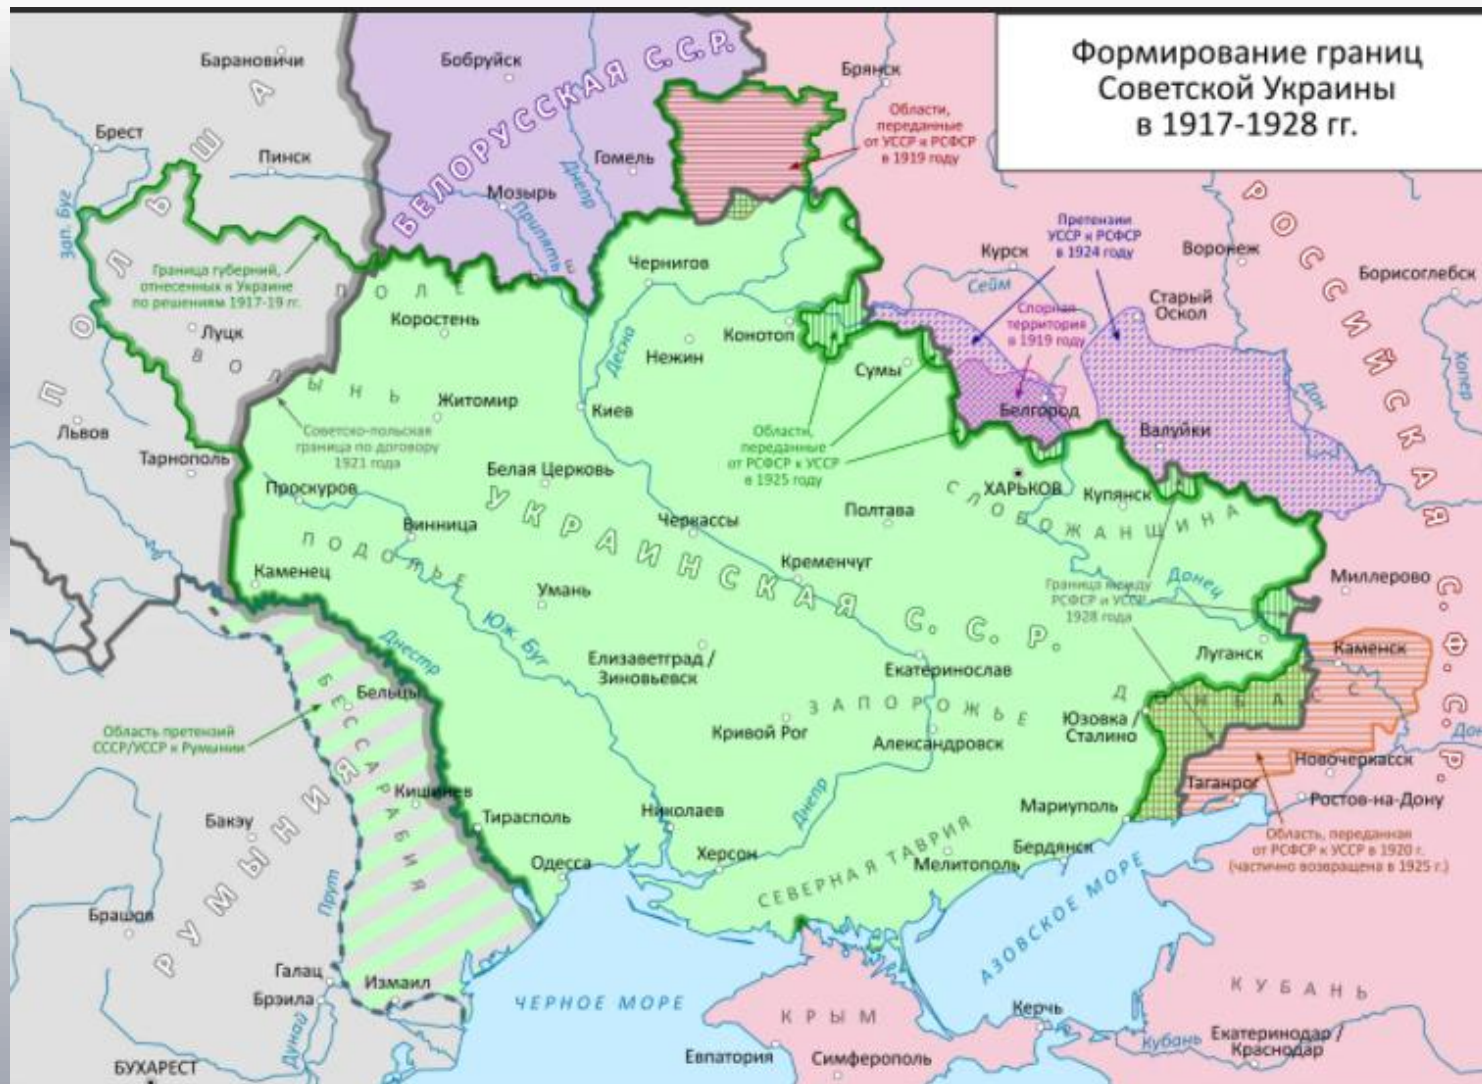 Формирование границ
Советской Украины
в 1917-1928 гг.
Барановичи
Бобруйск
Брянск
БЕЛОРУССКАЯ С.С.Р.
Области,
переданные
от УССР к РСФСР
в 1919 году
Брест
Пинск
Гомель
Мозырь
Днепр
Припять
ПОЛЬША
Зап. Буг
РОССИЙСКАЯ С.Ф.С.Р.
Претензии
УССР к РСФСР
в 1924 году
Курск
Воронеж
Борисоглебск
Сейм
Старый
Оскол
Спорная
территория
в 1919 году
Чернигов
Граница губерний,
отнесенных к Украине
по решениям 1917-19 гг.
ПОЛЕ
Коростень
Луцк
ВОЛЫНЬ
Десна
Нежин
Конотоп
Сумы
Хопер
Дон
Житомир
Киев
Белгород
Валуйки
Львов
Советско-польская
граница по договору
1921 года
Тарнополь
Области,
переданные
от РСФСР к УССР
в 1925 году
Белая Церковь
Проскуров
ХАРЬКОВ
Купянск
СЛОБОЖАНЩИНА
Винница
УКРАИНСКАЯ С.С.Р.
Черкассы
Полтава
ПОДОЛЬЕ
Кременчуг
Каменец
Умань
Граница между
РСФСР и УССР
1928 года
Донец
Миллерово
Юж. Буг
Днестр
Елизаветград /
Зиновьевск
Екатеринослав
Луганск
Каменск
Бельцы
БЕССАРАБИЯ
ЗАПОРОЖЬЕ
ДОНБАСС
Область претензий
СССР/УССР к Румынии
Кривой Рог
Александровск
Юзовка /
Сталино
Дон
Новочеркасск
РУМЫНИЯ
Кишинев
Таганрог
Ростов-на-Дону
Бакэу
Тирасполь
Николаев
Днепр
Мариуполь
Одесса
Херсон
СЕВЕРНАЯ ТАВРИЯ
Мелитополь
Бердянск
Область, переданная
от РСФСР к УССР в 1920 г.
(частично возвращена в 1925 г.)
Прут
Брашов
АЗОВСКОЕ МОРЕ
Галац
Измаил
Брэила
ЧЕРНОЕ МОРЕ
КРЫМ
Керчь
КУБАНЬ
Дунай
Кубань
Екатеринодар /
Краснодар
БУХАРЕСТ
Евпатория
Симферополь